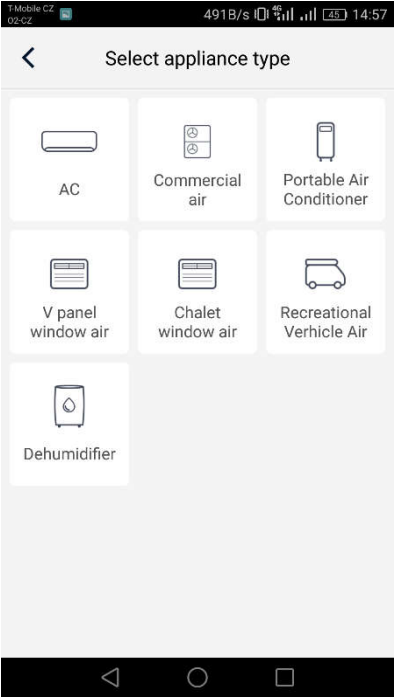 T-Mobile CZ
O2-CZ
491B/s 4G 45 14:57
Select appliance type
AC
Commercial
air
Portable Air
Conditioner
V panel
window air
Chalet
window air
Recreational
Verhicle Air
Dehumidifier